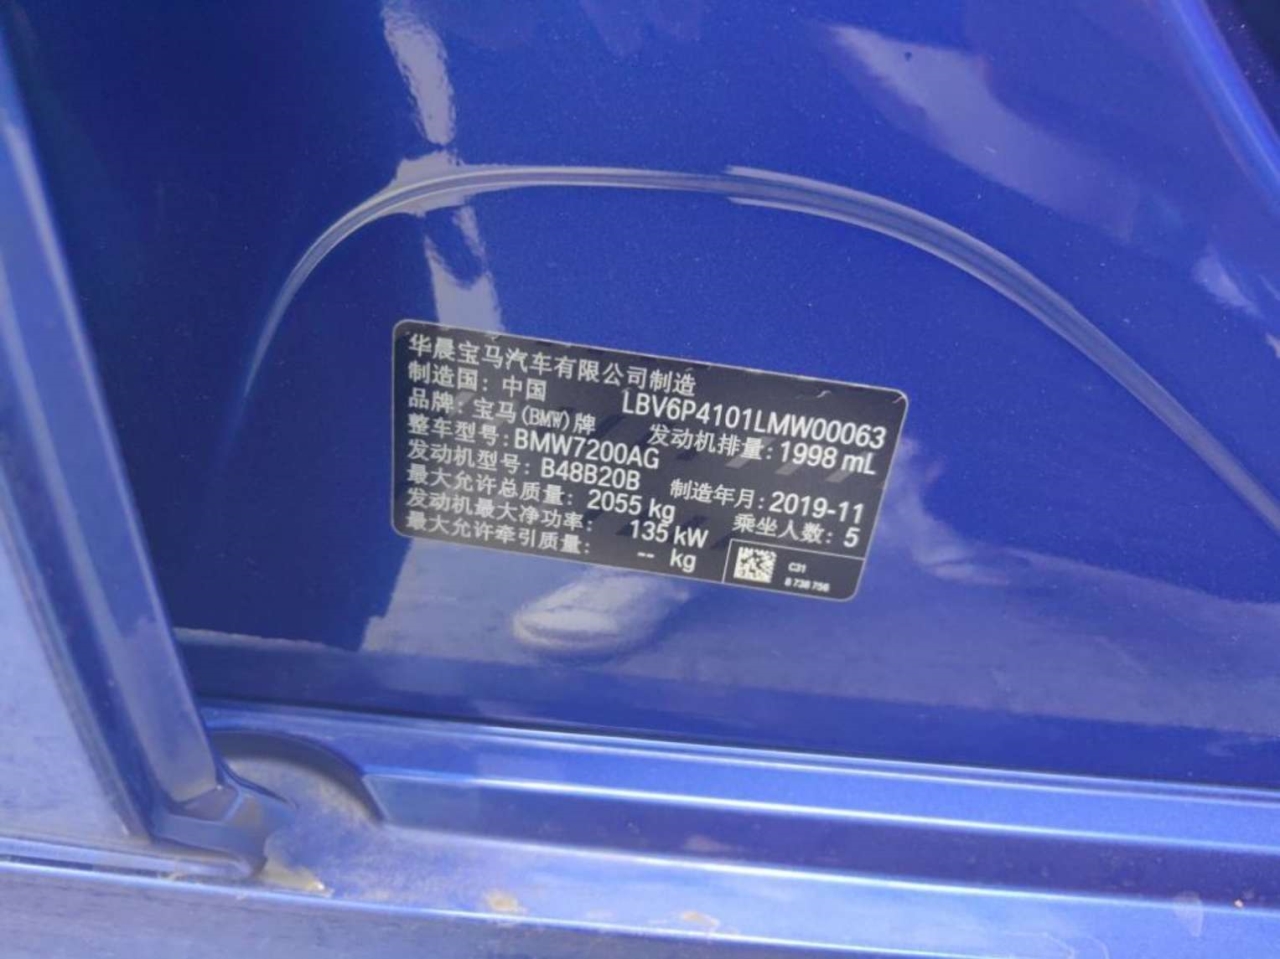 华晨宝马汽车有限公司制造
制造国：中国 LBV6P4101LMW00063
品牌：宝马(BMW)牌 发动机排量：1998 mL
整车型号：BMW7200AG
发动机型号：B48B20B 制造年月：2019-11
最大允许总质量：2055 kg 乘坐人数：5
发动机最大净功率：135 kW
最大允许牵引质量：-- kg
C31
8 738 756